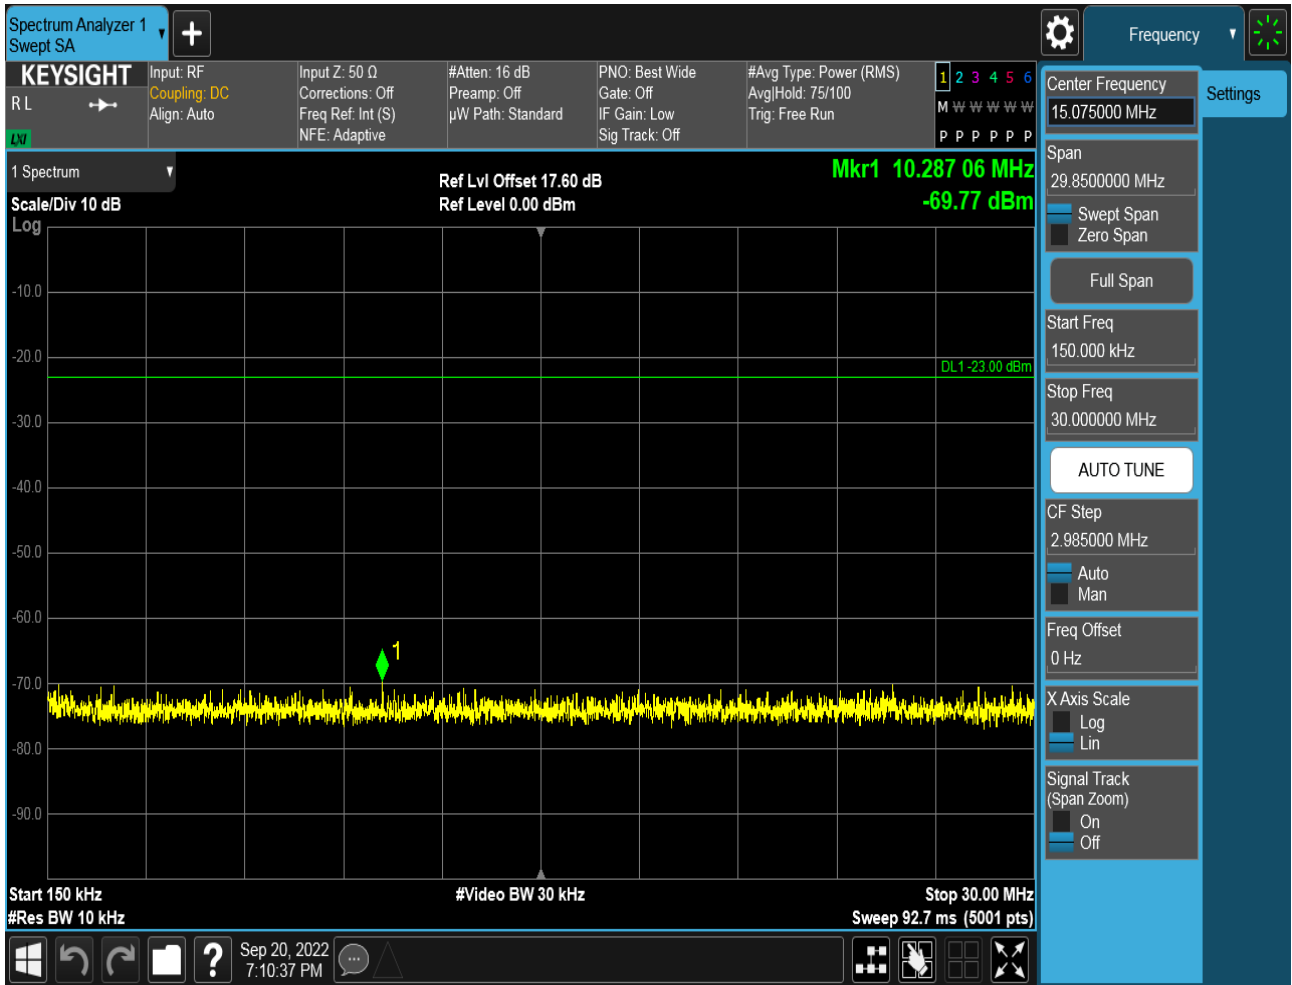 Spectrum Analyzer 1
Swept SA
Frequency
KEYSIGHT
R L
LXI
Input: RF
Coupling: DC
Align: Auto
Input Z: 50 Ω
Corrections: Off
Freq Ref: Int (S)
NFE: Adaptive
#Atten: 16 dB
Preamp: Off
µW Path: Standard
PNO: Best Wide
Gate: Off
IF Gain: Low
Sig Track: Off
#Avg Type: Power (RMS)
Avg|Hold: 75/100
Trig: Free Run
1 2 3 4 5 6
M W W W W W
P P P P P P
1 Spectrum
Scale/Div 10 dB
Log
Ref Lvl Offset 17.60 dB
Ref Level 0.00 dBm
Mkr1 10.287 06 MHz
-69.77 dBm
-10.0
-20.0
DL1 -23.00 dBm
-30.0
-40.0
-50.0
-60.0
1
-70.0
-80.0
-90.0
Start 150 kHz
#Video BW 30 kHz
Stop 30.00 MHz
#Res BW 10 kHz
Sweep 92.7 ms (5001 pts)
Center Frequency
15.075000 MHz
Settings
Span
29.8500000 MHz
Swept Span
Zero Span
Full Span
Start Freq
150.000 kHz
Stop Freq
30.000000 MHz
AUTO TUNE
CF Step
2.985000 MHz
Auto
Man
Freq Offset
0 Hz
X Axis Scale
Log
Lin
Signal Track
(Span Zoom)
On
Off
?
Sep 20, 2022
7:10:37 PM